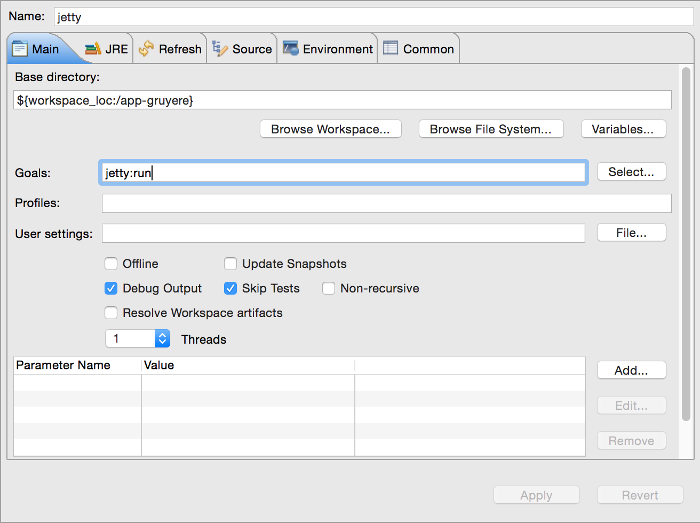 Name: jetty
Main JRE Refresh Source Environment Common
Base directory:
${workspace_loc:/app-gruyere}
Browse Workspace... Browse File System... Variables...
Goals: jetty:run Select...
Profiles:
User settings: File...
Offline Update Snapshots
Debug Output Skip Tests Non-recursive
Resolve Workspace artifacts
1 Threads
Parameter Name Value
Add...
Edit...
Remove
Apply Revert